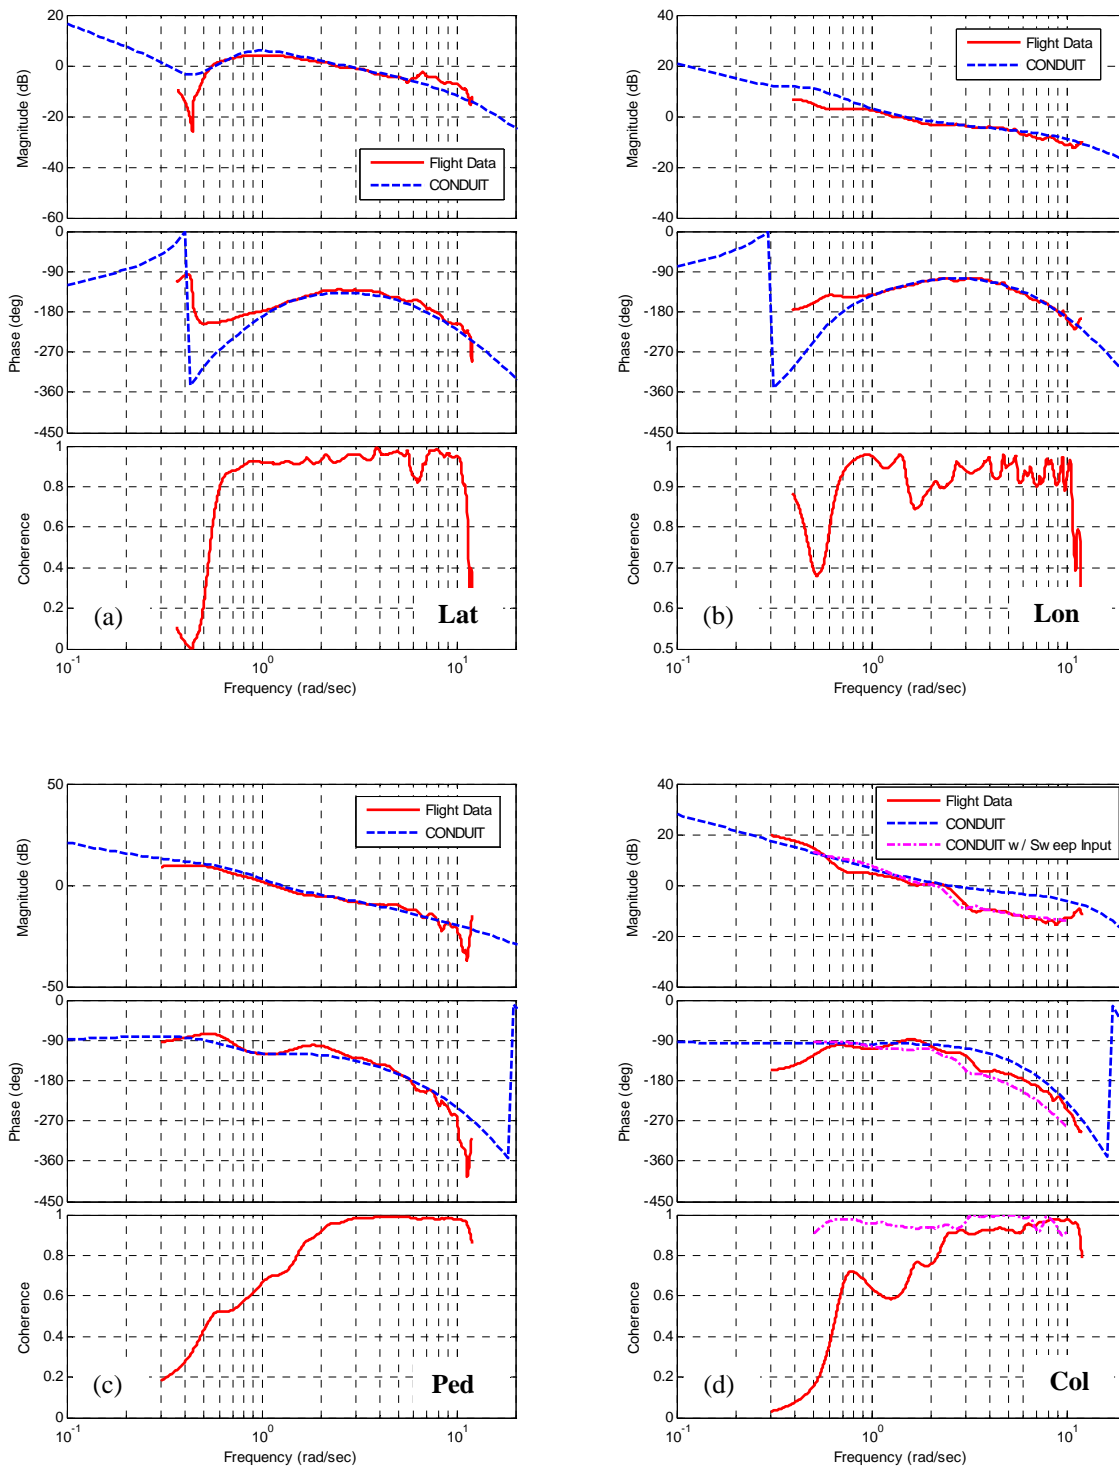 20
0
-20
-40
-60
Magnitude (dB)
Flight Data
CONDUIT
0
-90
-180
-270
-360
-450
Phase (deg)
1
0.8
0.6
0.4
0.2
0
Coherence
(a)
Lat
10-1
100
101
Frequency (rad/sec)
40
20
0
-20
-40
Magnitude (dB)
Flight Data
CONDUIT
0
-90
-180
-270
-360
-450
Phase (deg)
1
0.9
0.8
0.7
0.6
0.5
Coherence
(b)
Lon
10-1
100
101
Frequency (rad/sec)
50
0
-50
Magnitude (dB)
Flight Data
CONDUIT
0
-90
-180
-270
-360
-450
Phase (deg)
1
0.8
0.6
0.4
0.2
0
Coherence
(c)
Ped
10-1
100
101
Frequency (rad/sec)
40
20
0
-20
-40
Magnitude (dB)
Flight Data
CONDUIT
CONDUIT w/ Sweep Input
0
-90
-180
-270
-360
-450
Phase (deg)
1
0.8
0.6
0.4
0.2
0
Coherence
(d)
Col
10-1
100
101
Frequency (rad/sec)